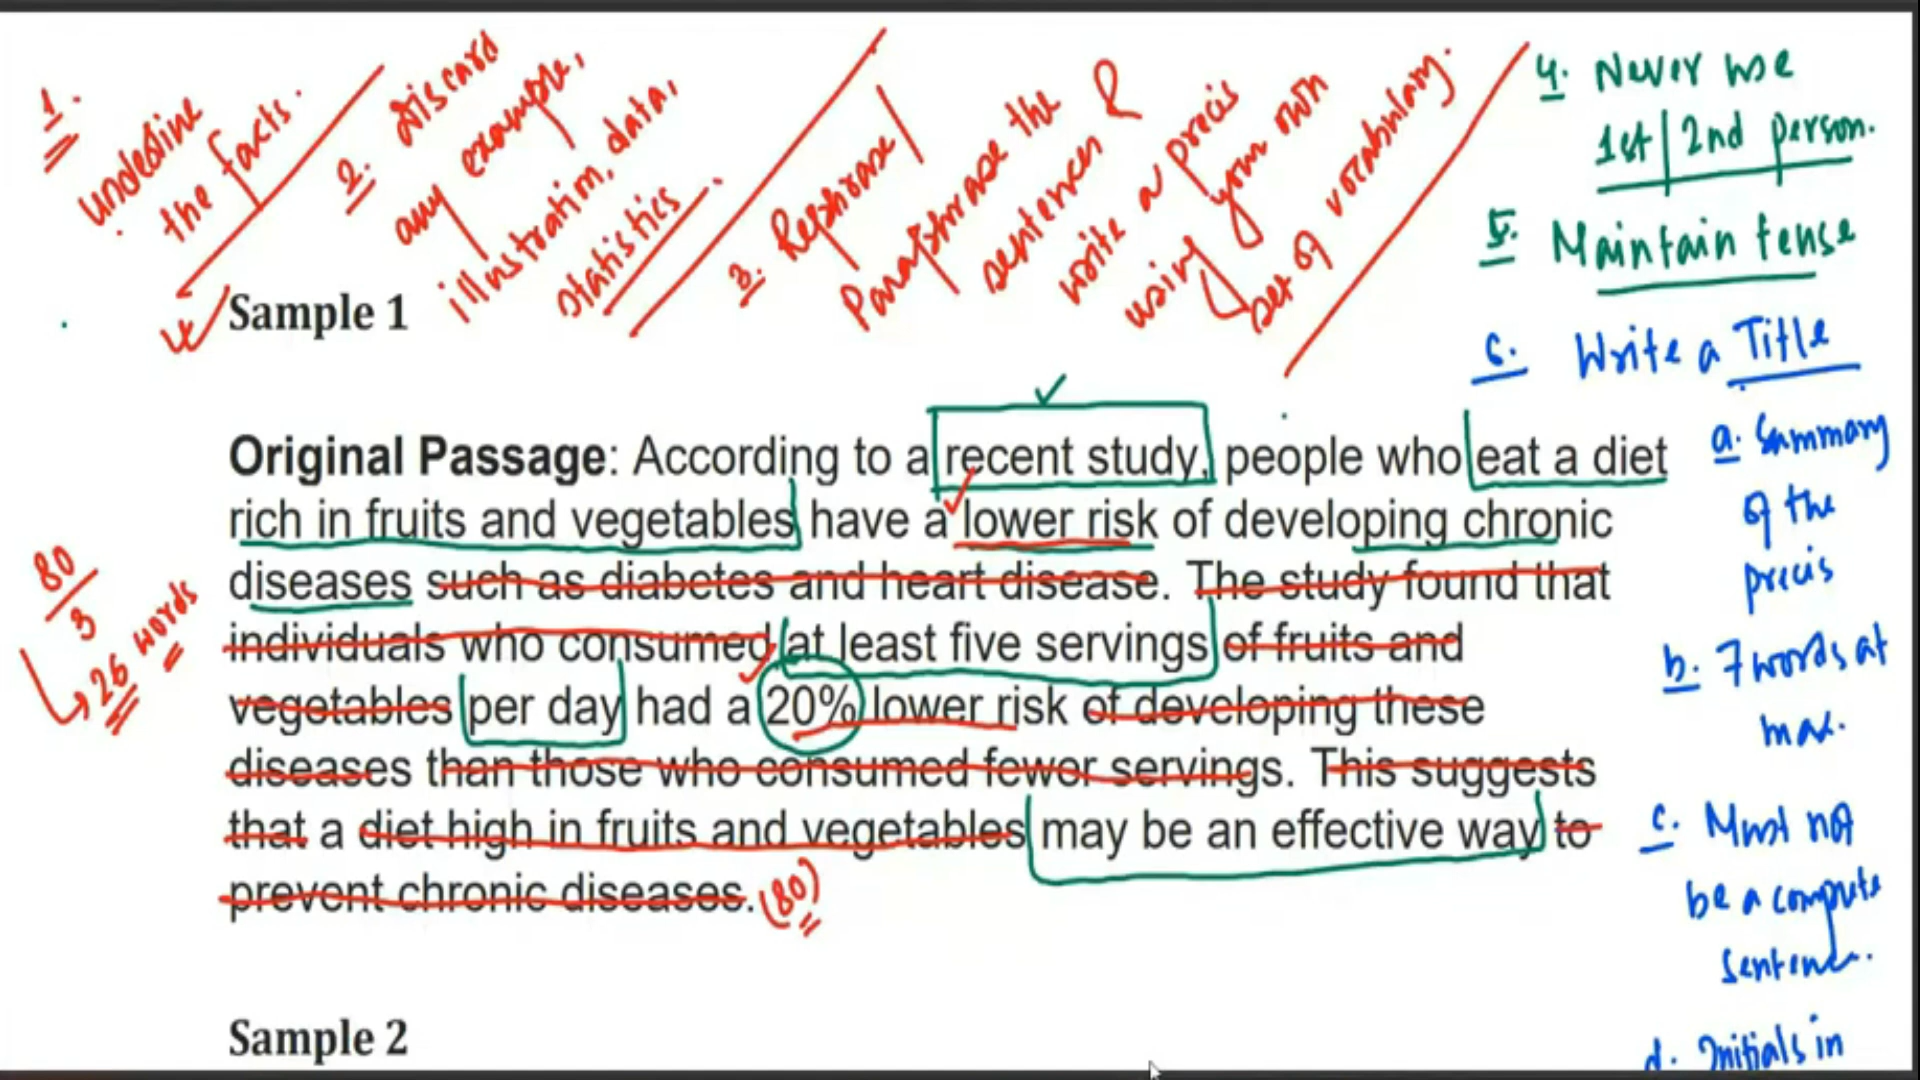 1.
underline
the facts.
2. Discard
any example,
illustration, data,
statistics.
3. Rephrase /
Paraphrase the
sentences &
write a precis
using your own
set of vocabulary.
4. Never use
1st/2nd person.
5. Maintain tense
6. Write a Title
a. Summary
of the
precis
b. 7 words at
max.
c. Must not
be a complete
sentence.
d. Initials in
Sample 1
Original Passage: According to a recent study, people who eat a diet
rich in fruits and vegetables have a lower risk of developing chronic
diseases such as diabetes and heart disease. The study found that
individuals who consumed at least five servings of fruits and
vegetables per day had a 20% lower risk of developing these
diseases than those who consumed fewer servings. This suggests
that a diet high in fruits and vegetables may be an effective way to
prevent chronic diseases. (80)
80
3
26 words
Sample 2